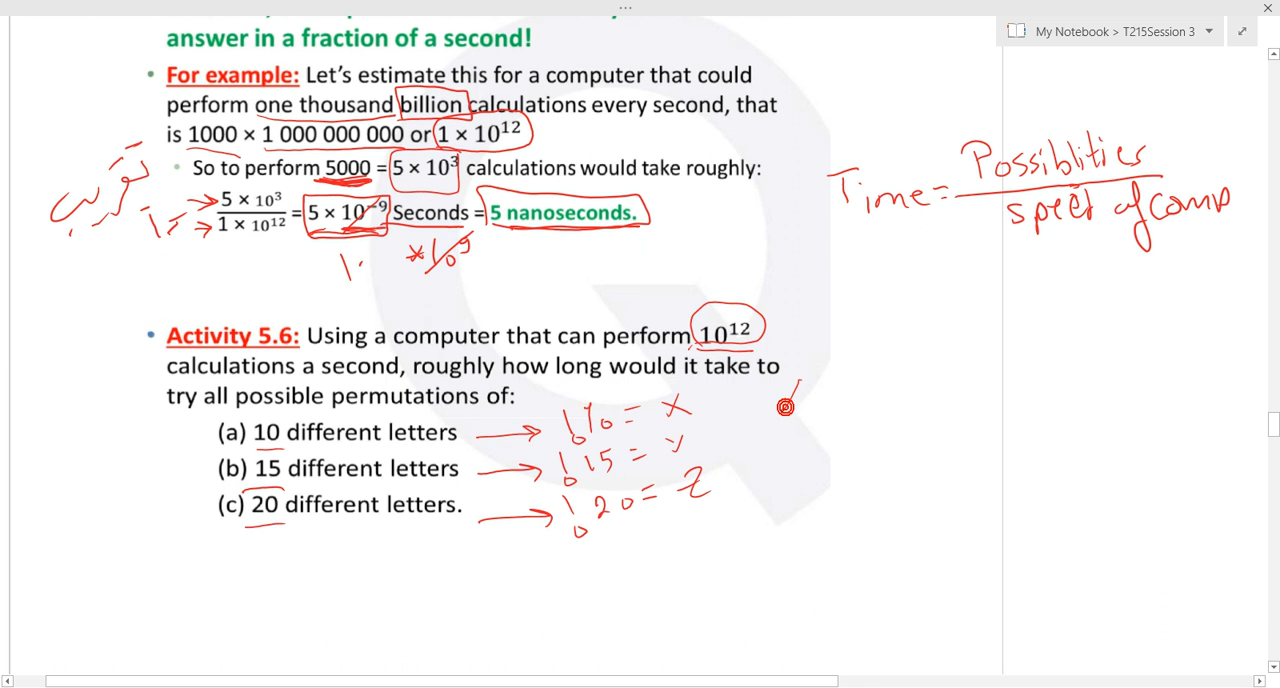 ...
My Notebook > T215Session 3
answer in a fraction of a second!
• For example: Let's estimate this for a computer that could
perform one thousand billion calculations every second, that
is 1000 × 1 000 000 000 or 1 × 10¹²
• So to perform 5000 = 5 × 10³ calculations would take roughly:
5 × 10³ / 1 × 10¹² = 5 × 10⁻⁹ Seconds = 5 nanoseconds.
تقريب
*10⁹
Time = Possiblities / speet of comp
• Activity 5.6: Using a computer that can perform 10¹²
calculations a second, roughly how long would it take to
try all possible permutations of:
(a) 10 different letters → !10 = X
(b) 15 different letters → !15 = Y
(c) 20 different letters. → !20 = Z